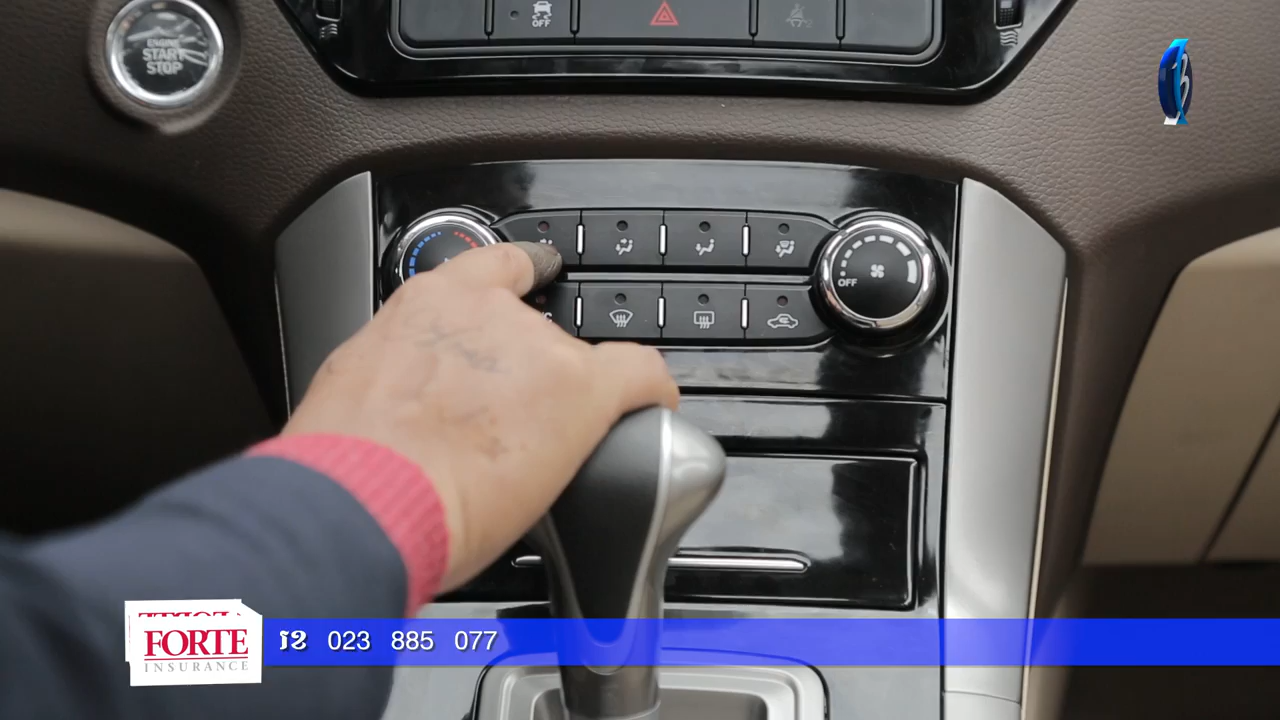 ENGINE
START
STOP
OFF
OFF
FORTE
INSURANCE
ឺ៖ 023 885 077